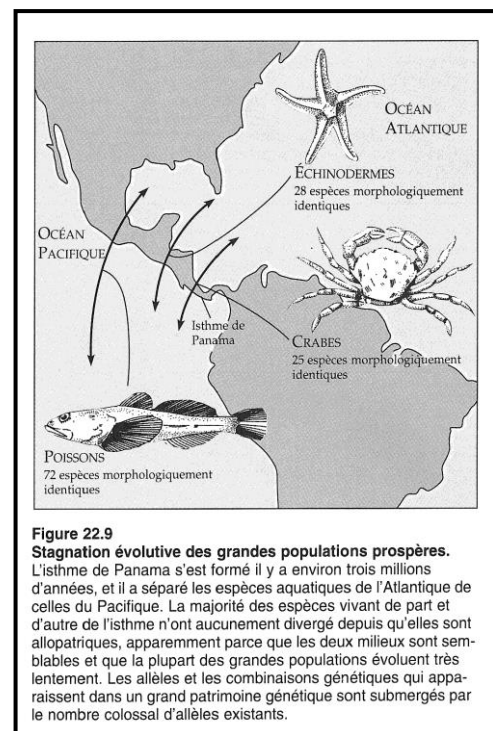 OCÉAN
ATLANTIQUE
ÉCHINODERMES
28 espèces morphologiquement
identiques
OCÉAN
PACIFIQUE
Isthme de
Panama
CRABES
25 espèces morphologiquement
identiques
POISSONS
72 espèces morphologiquement
identiques
Figure 22.9
Stagnation évolutive des grandes populations prospères.
L'isthme de Panama s'est formé il y a environ trois millions
d'années, et il a séparé les espèces aquatiques de l'Atlantique de
celles du Pacifique. La majorité des espèces vivant de part et
d'autre de l'isthme n'ont aucunement divergé depuis qu'elles sont
allopatriques, apparemment parce que les deux milieux sont sem-
blables et que la plupart des grandes populations évoluent très
lentement. Les allèles et les combinaisons génétiques qui appa-
raissent dans un grand patrimoine génétique sont submergés par
le nombre colossal d'allèles existants.